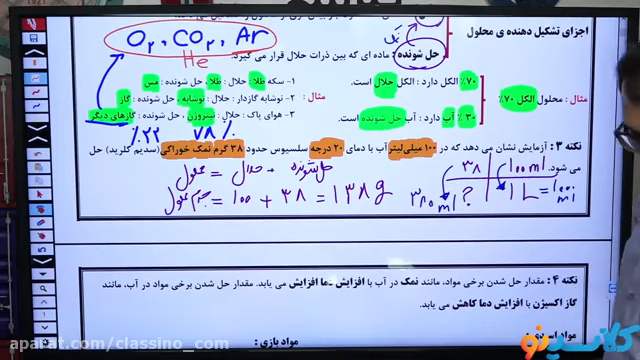 اجزای تشکیل دهنده ی محلول
O₂ , CO₂ , Ar
He
نمک
حل شونده : ماده ای که بین ذرات حلال قرار می گیرد.
مثال : محلول الکل ۷۰٪
۷۰٪ الکل دارد : الکل حلال است.
۳۰٪ آب دارد : آب حل شونده است.
مثال :
۱- سکه طلا : حلال : طلا ، حل شونده : مس
۲- نوشابه گازدار : حلال : نوشابه ، حل شونده : گاز
۳- هوای پاک : حلال : نیتروژن ، حل شونده : گازهای دیگر
٪۲۲ ۷۸٪
نکته ۳ : آزمایش نشان می دهد که در ۱۰۰ میلی لیتر آب با دمای ۲۰ درجه سلسیوس حدود ۳۸ گرم نمک خوراکی (سدیم کلرید) حل
می شود.
حل شونده + حلال = محلول
جرم محلول = ۱۰۰ + ۳۸ = ۱۳۸ g
۳۸ | ۱۰۰ ml
۳۸۰ ml ? | 1 L = ۱۰۰۰ ml
نکته ۴ : مقدار حل شدن برخی مواد، مانند نمک در آب با افزایش دما افزایش می یابد. مقدار حل شدن برخی مواد در آب، مانند
گاز اکسیژن با افزایش دما کاهش می یابد.
مواد بازی :
aparat.com/classino_com
کلاسینو